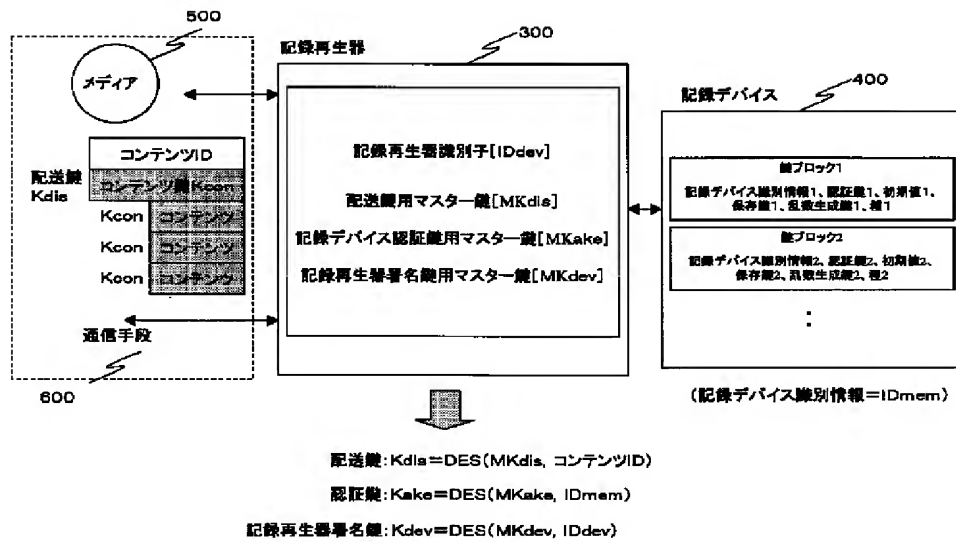 500
メディア
コンテンツID
配送鍵
Kdis
コンテンツ鍵Kcon
Kcon コンテンツ
Kcon コンテンツ
Kcon コンテンツ
通信手段
600
記録再生器
300
記録再生器識別子[IDdev]
配送鍵用マスター鍵[MKdis]
記録デバイス認証鍵用マスター鍵[MKake]
記録再生器署名鍵用マスター鍵[MKdev]
400
記録デバイス
鍵ブロック1
記録デバイス識別情報1、認証鍵1、初期値1、
保存鍵1、乱数生成鍵1、種1
鍵ブロック2
記録デバイス識別情報2、認証鍵2、初期値2、
保存鍵2、乱数生成鍵2、種2
:
(記録デバイス識別情報=IDmem)
配送鍵:Kdis=DES(MKdis, コンテンツID)
認証鍵:Kake=DES(MKake, IDmem)
記録再生器署名鍵:Kdev=DES(MKdev, IDdev)